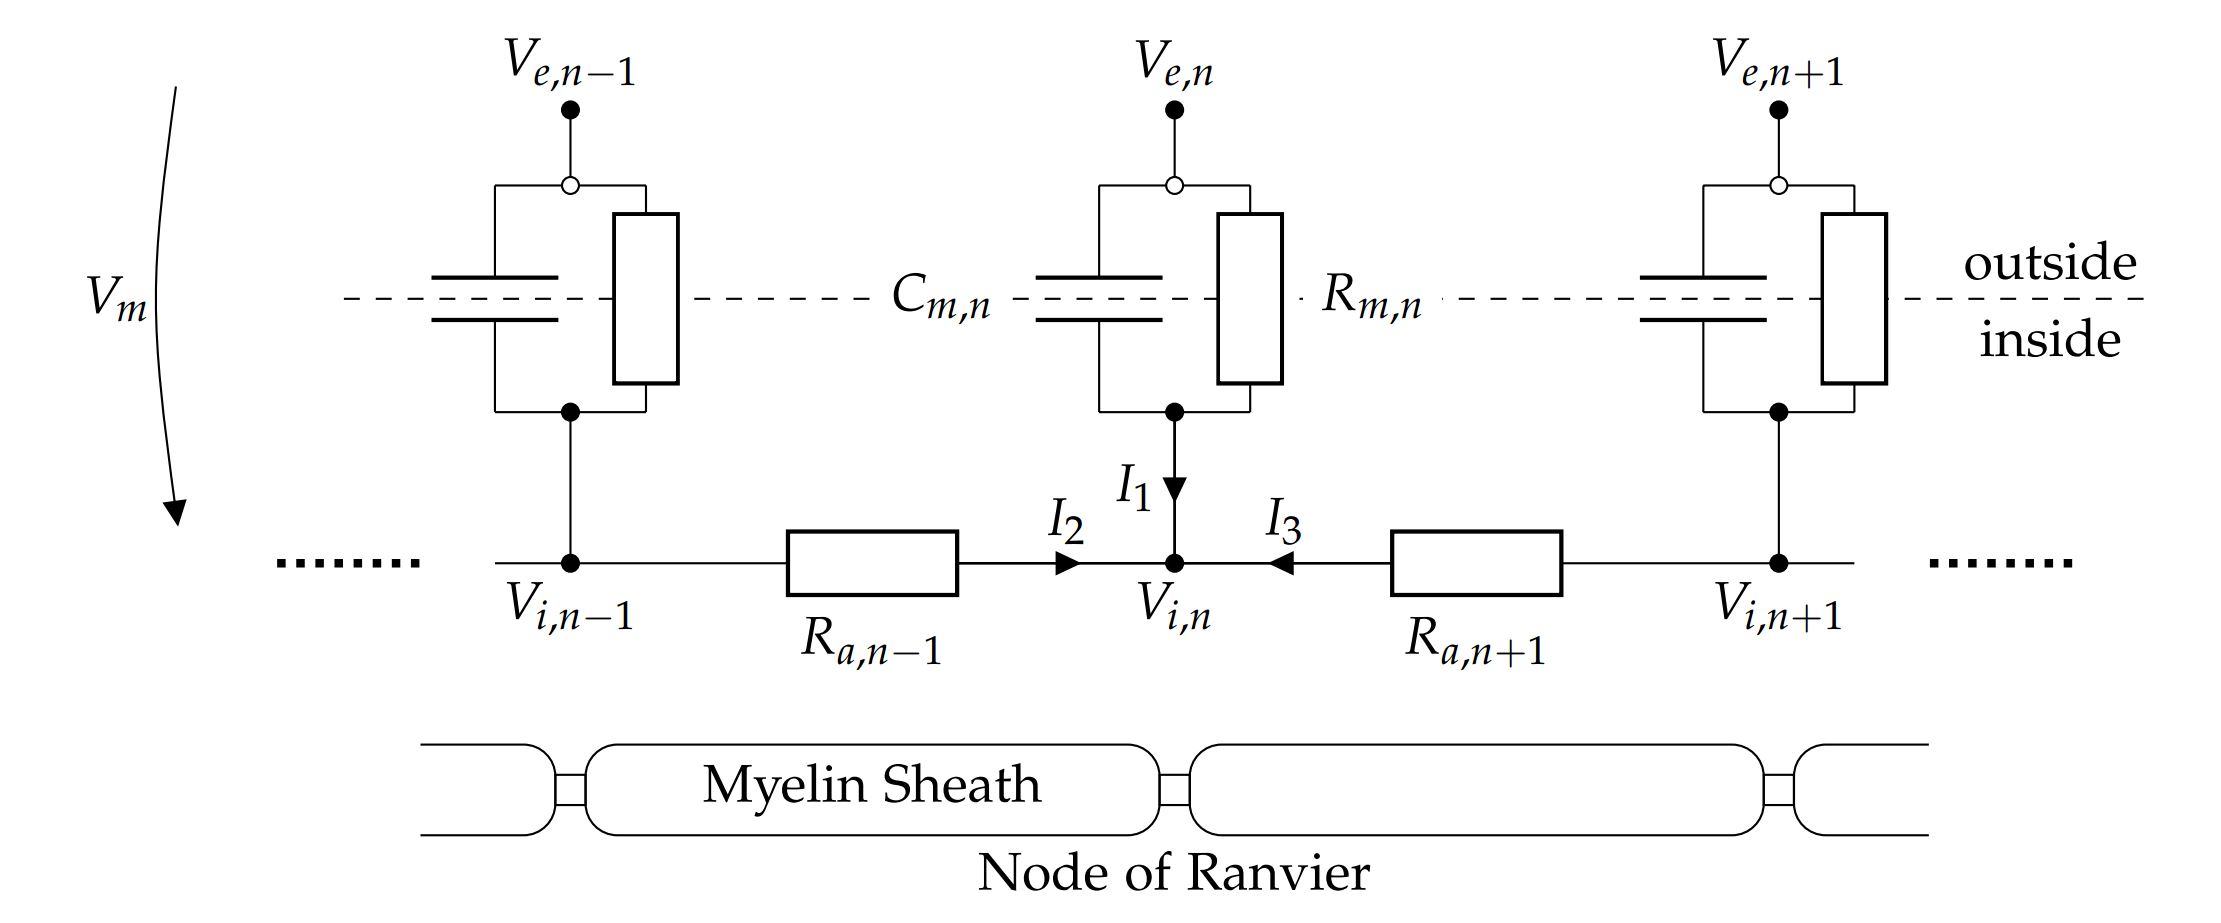 V_{e,n−1} V_{e,n} V_{e,n+1}
V_m C_{m,n} R_{m,n} outside
inside
I_1
I_2 I_3
V_{i,n−1} V_{i,n} V_{i,n+1}
R_{a,n−1} R_{a,n+1}
Myelin Sheath
Node of Ranvier